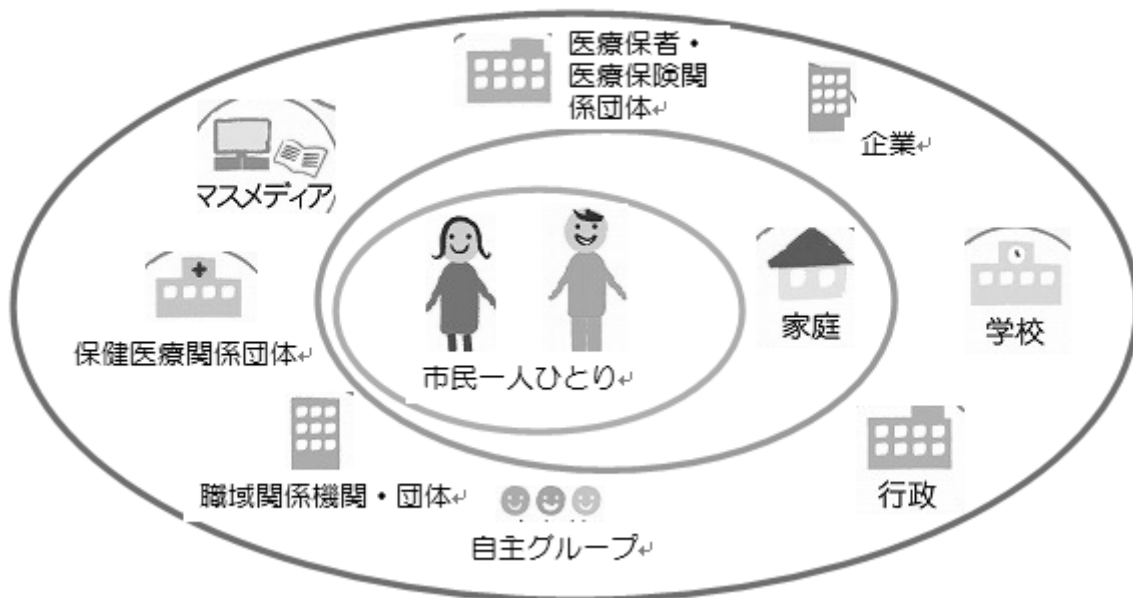 医療保者・
医療保険関
係団体↵
企業↵
マスメディア
家庭
学校
保健医療関係団体↵
市民一人ひとり↵
職域関係機関・団体↵
行政
自主グループ↵